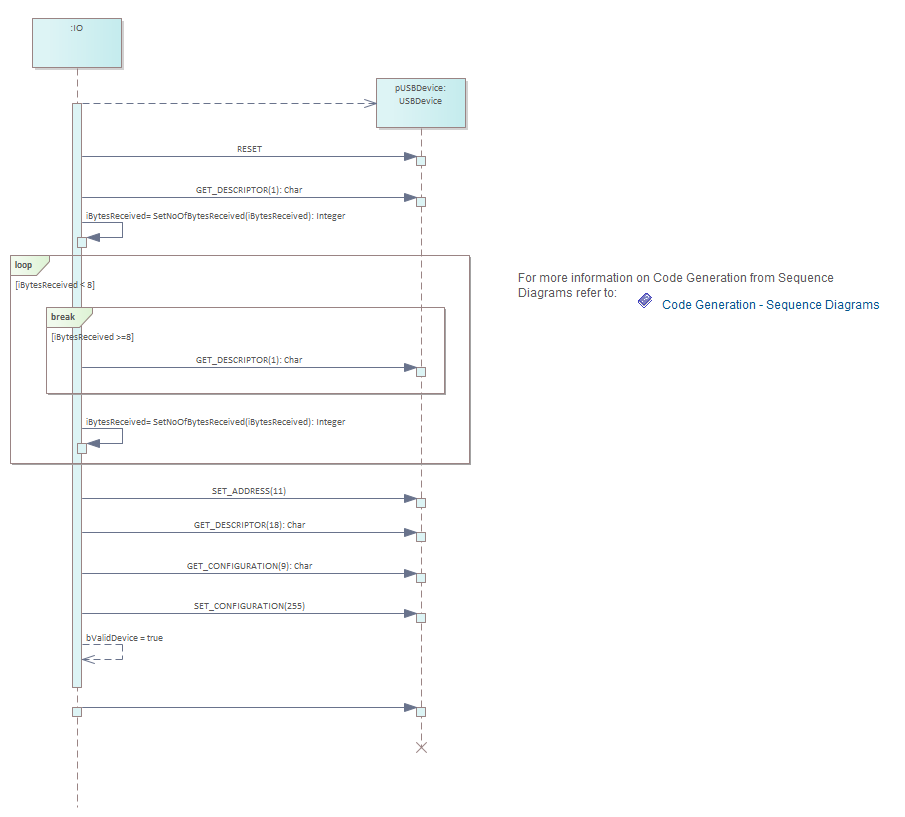 :IO
pUSBDevice:
USBDevice
RESET
GET_DESCRIPTOR(1): Char
iBytesReceived= SetNoOfBytesReceived(iBytesReceived): Integer
loop
[iBytesReceived < 8]
For more information on Code Generation from Sequence
Diagrams refer to:
Code Generation - Sequence Diagrams
break
[iBytesReceived >=8]
GET_DESCRIPTOR(1): Char
iBytesReceived= SetNoOfBytesReceived(iBytesReceived): Integer
SET_ADDRESS(11)
GET_DESCRIPTOR(18): Char
GET_CONFIGURATION(9): Char
SET_CONFIGURATION(255)
bValidDevice = true